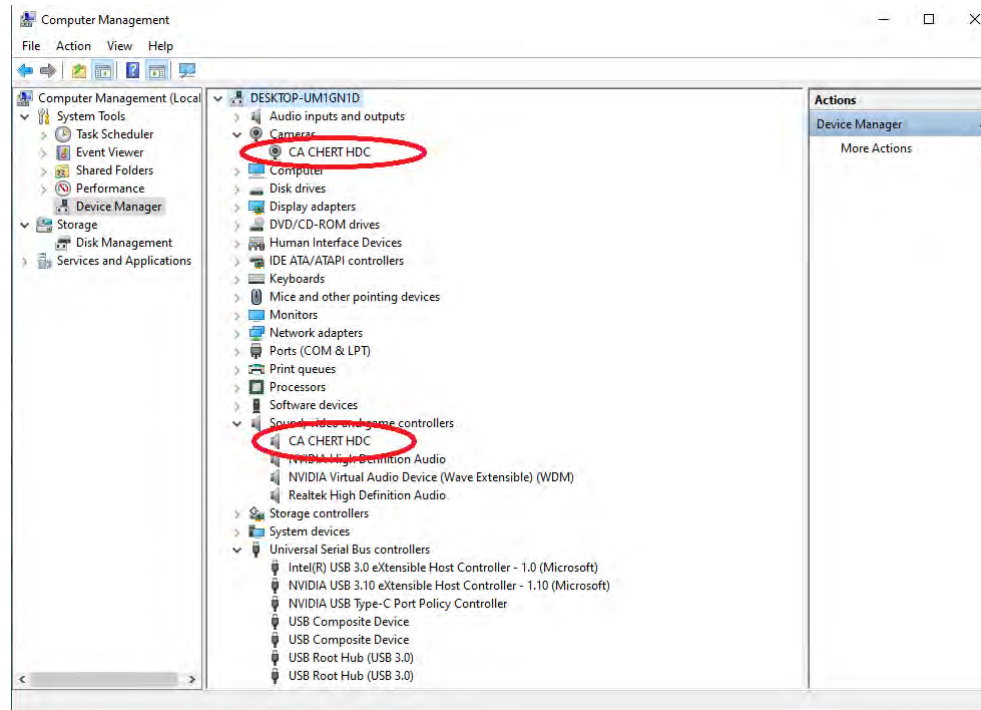 Computer Management
File Action View Help
Computer Management (Local
System Tools
Task Scheduler
Event Viewer
Shared Folders
Performance
Device Manager
Storage
Disk Management
Services and Applications
DESKTOP-UM1GN1D
Audio inputs and outputs
Cameras
CA CHERT HDC
Computer
Disk drives
Display adapters
DVD/CD-ROM drives
Human Interface Devices
IDE ATA/ATAPI controllers
Keyboards
Mice and other pointing devices
Monitors
Network adapters
Ports (COM & LPT)
Print queues
Processors
Software devices
Sound, video and game controllers
CA CHERT HDC
NVIDIA High Definition Audio
NVIDIA Virtual Audio Device (Wave Extensible) (WDM)
Realtek High Definition Audio
Storage controllers
System devices
Universal Serial Bus controllers
Intel(R) USB 3.0 eXtensible Host Controller - 1.0 (Microsoft)
NVIDIA USB 3.10 eXtensible Host Controller - 1.10 (Microsoft)
NVIDIA USB Type-C Port Policy Controller
USB Composite Device
USB Composite Device
USB Root Hub (USB 3.0)
USB Root Hub (USB 3.0)
Actions
Device Manager
More Actions